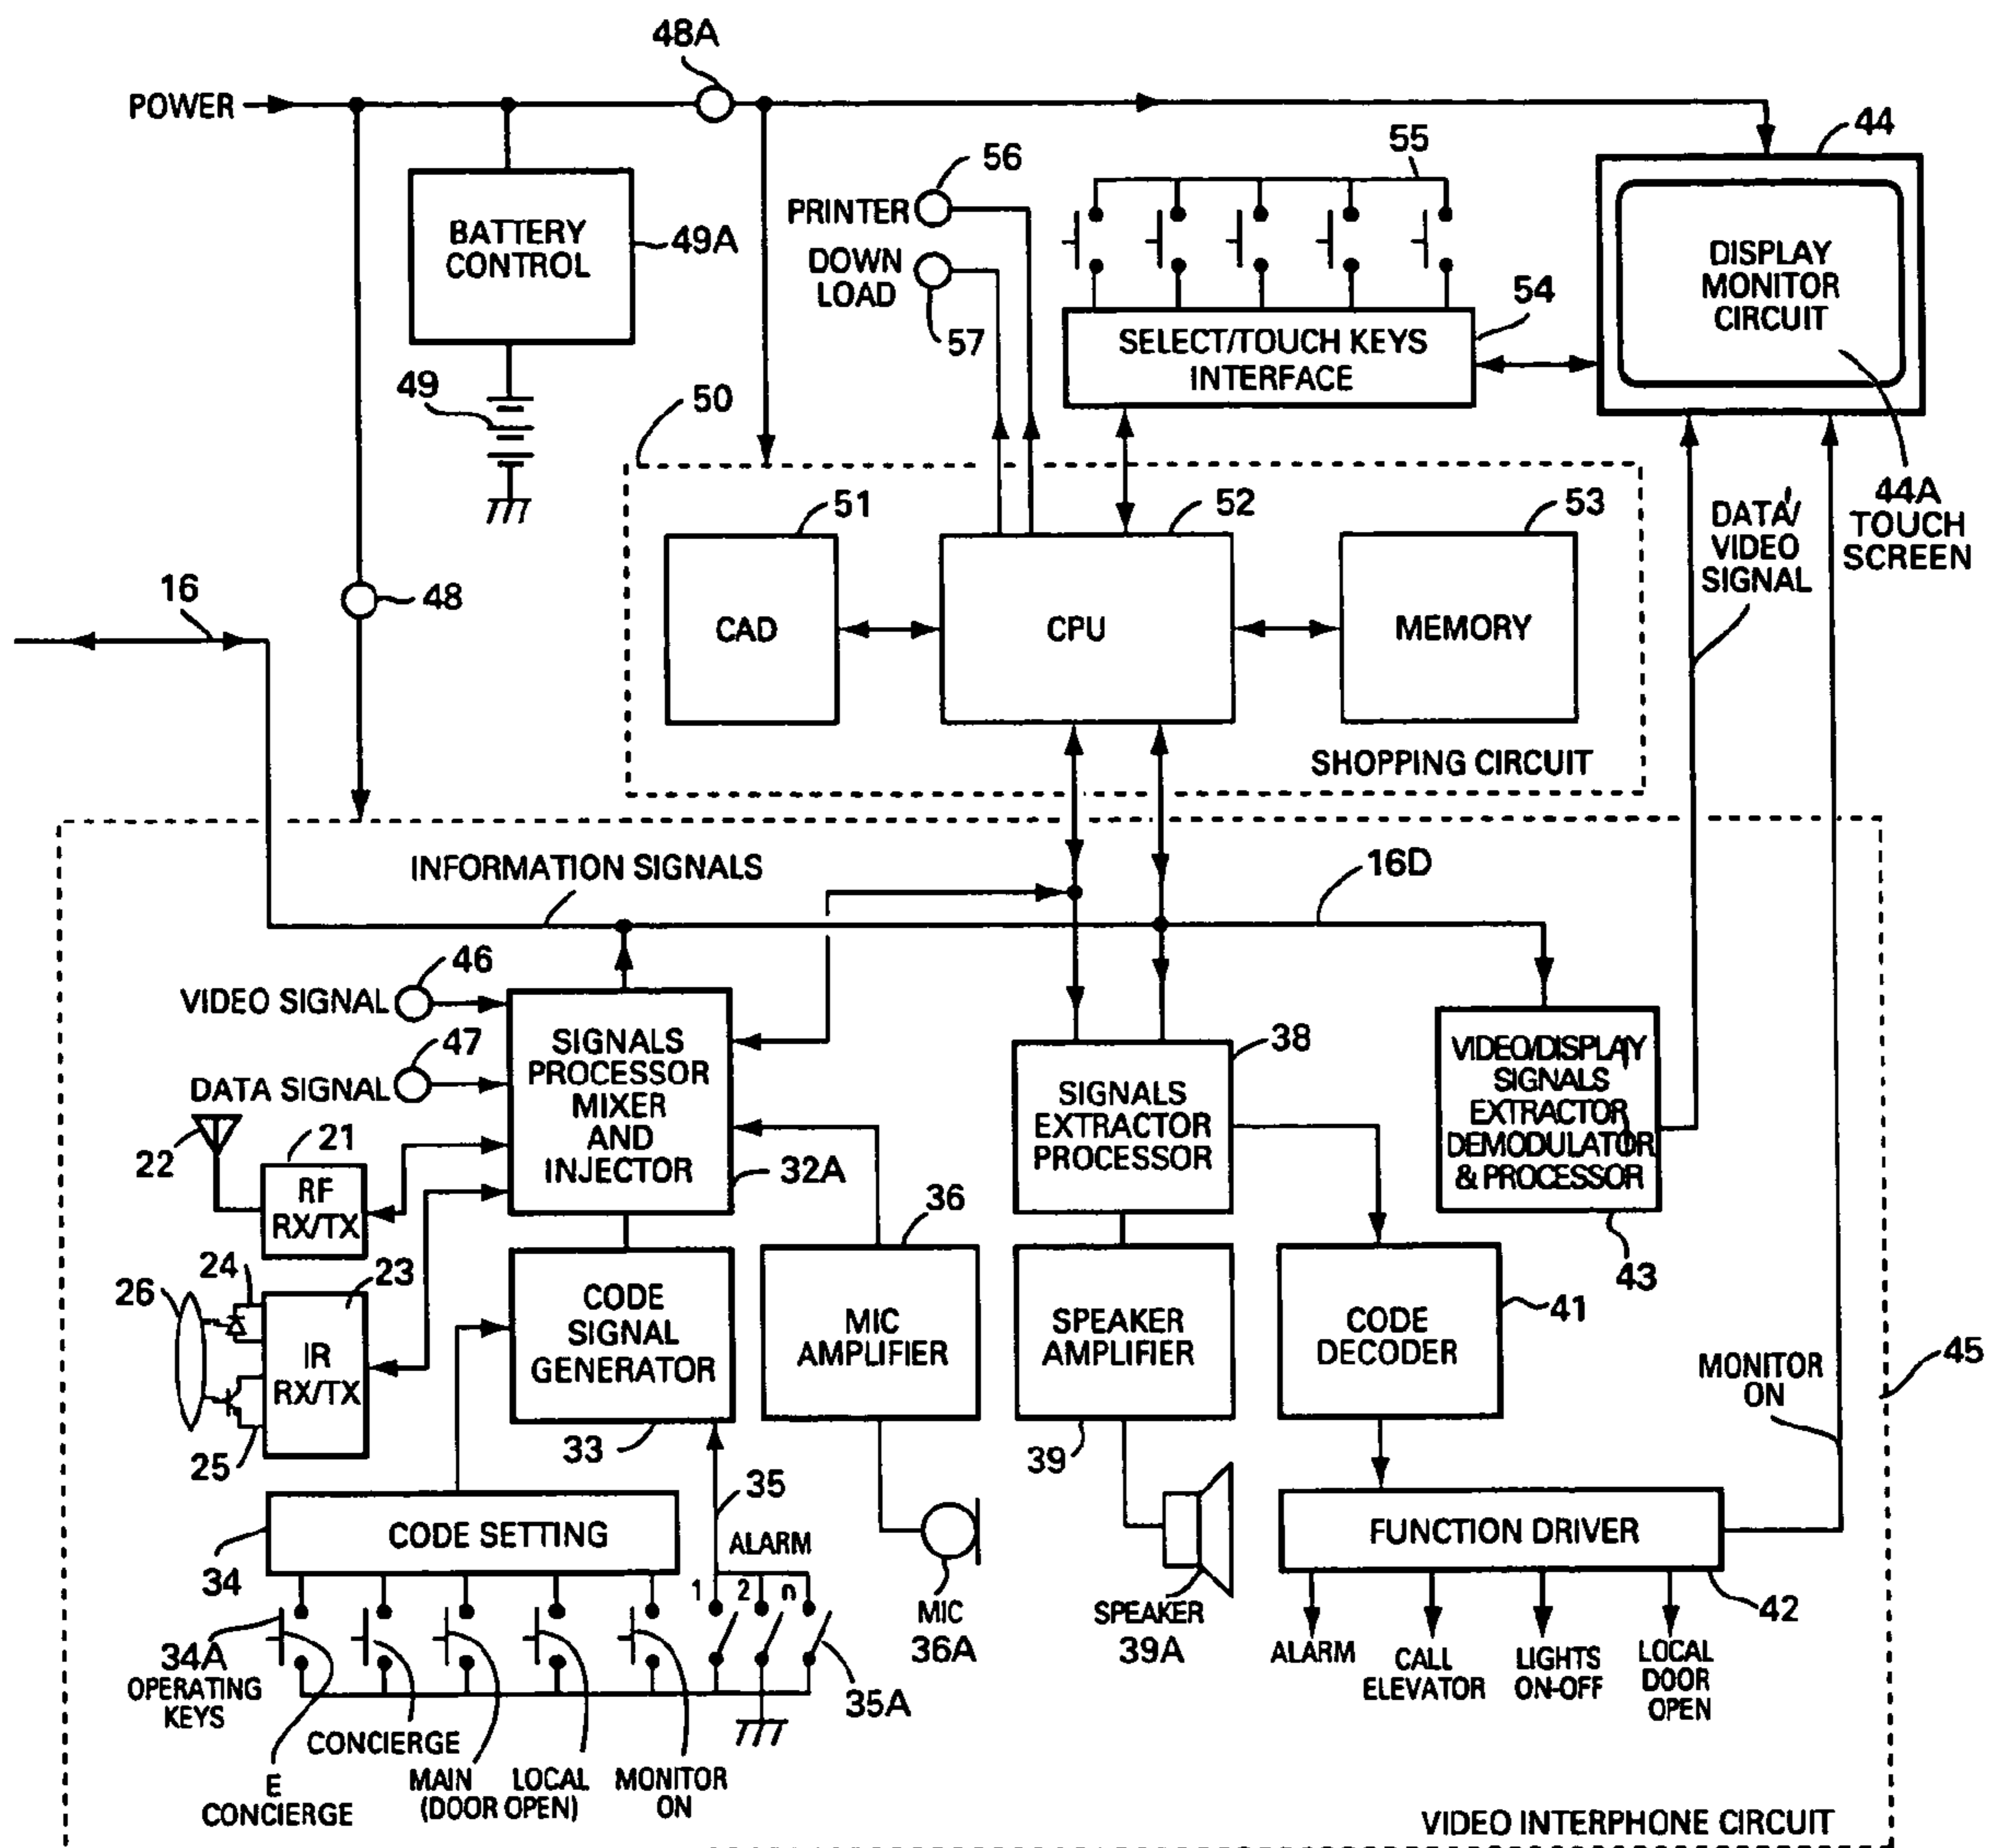 48A
POWER
44
56
55
PRINTER
BATTERY
CONTROL
49A
DOWN
LOAD
57
54
DISPLAY
MONITOR
CIRCUIT
SELECT/TOUCH KEYS
INTERFACE
49
50
51
52
53
44A
TOUCH
SCREEN
DATA/
VIDEO
SIGNAL
16
48
CAD
CPU
MEMORY
SHOPPING CIRCUIT
INFORMATION SIGNALS
16D
46
VIDEO SIGNAL
47
DATA SIGNAL
SIGNALS
PROCESSOR
MIXER
AND
INJECTOR
32A
38
SIGNALS
EXTRACTOR
PROCESSOR
VIDEO/DISPLAY
SIGNALS
EXTRACTOR
DEMODULATOR
& PROCESSOR
43
22
21
RF
RX/TX
36
24
23
26
IR
RX/TX
25
CODE
SIGNAL
GENERATOR
33
MIC
AMPLIFIER
SPEAKER
AMPLIFIER
39
CODE
DECODER
41
MONITOR
ON
45
35
CODE SETTING
34
ALARM
1 2 n
FUNCTION DRIVER
42
34A
OPERATING
KEYS
35A
MIC
36A
SPEAKER
39A
ALARM
CALL
ELEVATOR
LIGHTS
ON-OFF
LOCAL
DOOR
OPEN
E
CONCIERGE
CONCIERGE
MAIN LOCAL
(DOOR OPEN)
MONITOR
ON
VIDEO INTERPHONE CIRCUIT